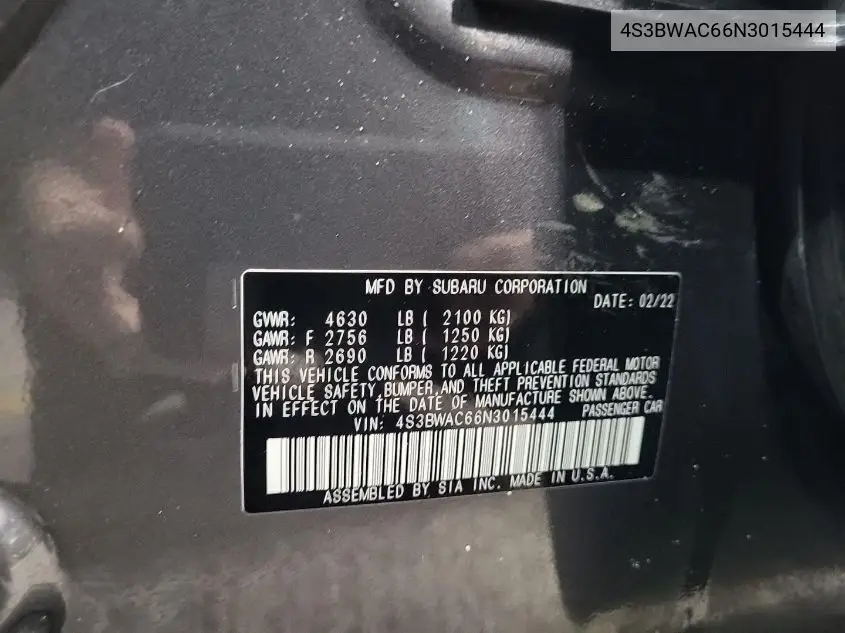 4S3BWAC66N3015444
MFD BY SUBARU CORPORATION
DATE: 02/22
GVWR: 4630 LB ( 2100 KG)
GAWR: F 2756 LB ( 1250 KG)
GAWR: R 2690 LB ( 1220 KG)
THIS VEHICLE CONFORMS TO ALL APPLICABLE FEDERAL MOTOR
VEHICLE SAFETY, BUMPER, AND THEFT PREVENTION STANDARDS
IN EFFECT ON THE DATE OF MANUFACTURE SHOWN ABOVE.
VIN: 4S3BWAC66N3015444 PASSENGER CAR
ASSEMBLED BY SIA INC. MADE IN U.S.A.